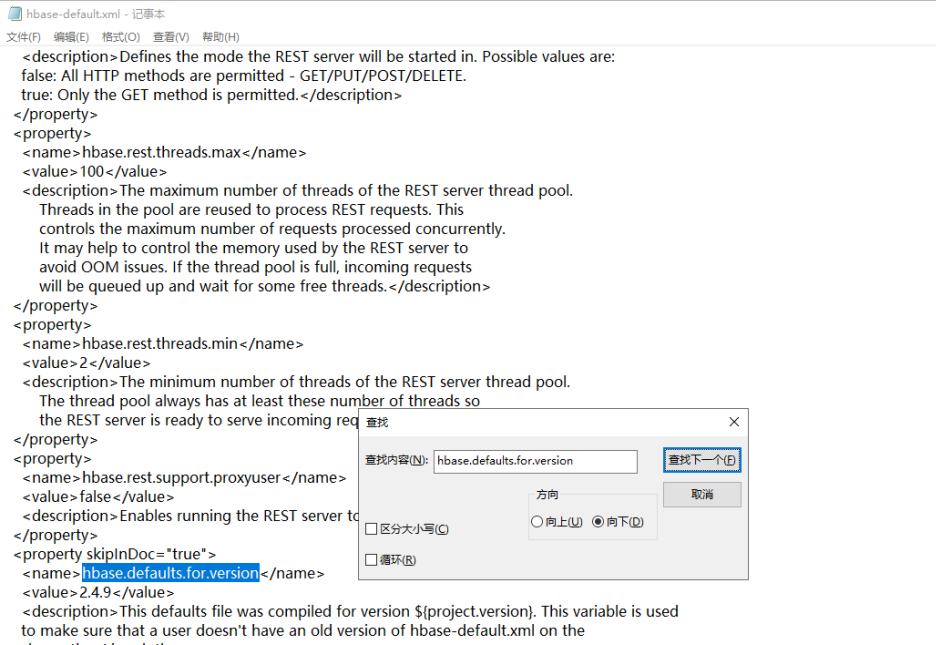 hbase-default.xml - 记事本
文件(F) 编辑(E) 格式(O) 查看(V) 帮助(H)
<description>Defines the mode the REST server will be started in. Possible values are:
false: All HTTP methods are permitted - GET/PUT/POST/DELETE.
true: Only the GET method is permitted.</description>
</property>
<property>
<name>hbase.rest.threads.max</name>
<value>100</value>
<description>The maximum number of threads of the REST server thread pool.
Threads in the pool are reused to process REST requests. This
controls the maximum number of requests processed concurrently.
It may help to control the memory used by the REST server to
avoid OOM issues. If the thread pool is full, incoming requests
will be queued up and wait for some free threads.</description>
</property>
<property>
<name>hbase.rest.threads.min</name>
<value>2</value>
<description>The minimum number of threads of the REST server thread pool.
The thread pool always has at least these number of threads so
the REST server is ready to serve incoming req
</property>
<property>
<name>hbase.rest.support.proxyuser</name>
<value>false</value>
<description>Enables running the REST server to
</property>
<property skipInDoc="true">
<name>hbase.defaults.for.version</name>
<value>2.4.9</value>
<description>This defaults file was compiled for version ${project.version}. This variable is used
to make sure that a user doesn't have an old version of hbase-default.xml on the
查找
查找内容(N): hbase.defaults.for.version 查找下一个(F)
方向 取消
向上(U) 向下(D)
区分大小写(C)
循环(R)